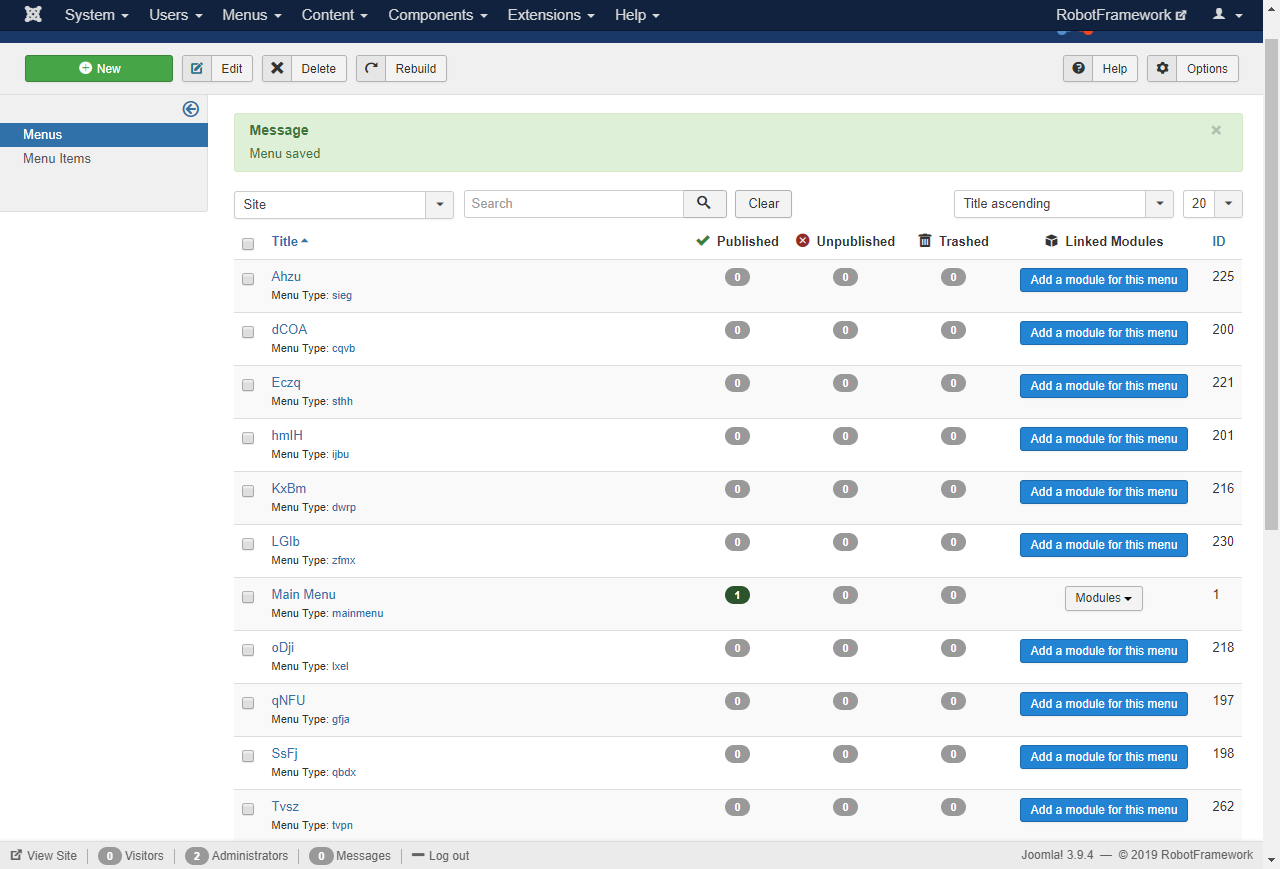 System Users Menus Content Components Extensions Help RobotFramework
New Edit Delete Rebuild Help Options
Menus
Menu Items
Message
Menu saved
Site Search Clear Title ascending 20
Title Published Unpublished Trashed Linked Modules ID
Ahzu 0 0 0 Add a module for this menu 225
Menu Type: sieg
dCOA 0 0 0 Add a module for this menu 200
Menu Type: cqvb
Eczq 0 0 0 Add a module for this menu 221
Menu Type: sthh
hmIH 0 0 0 Add a module for this menu 201
Menu Type: ijbu
KxBm 0 0 0 Add a module for this menu 216
Menu Type: dwrp
LGIb 0 0 0 Add a module for this menu 230
Menu Type: zfmx
Main Menu 1 0 0 Modules 1
Menu Type: mainmenu
oDji 0 0 0 Add a module for this menu 218
Menu Type: lxel
qNFU 0 0 0 Add a module for this menu 197
Menu Type: gfja
SsFj 0 0 0 Add a module for this menu 198
Menu Type: qbdx
Tvsz 0 0 0 Add a module for this menu 262
Menu Type: tvpn
View Site 0 Visitors 2 Administrators 0 Messages Log out Joomla! 3.9.4 — © 2019 RobotFramework